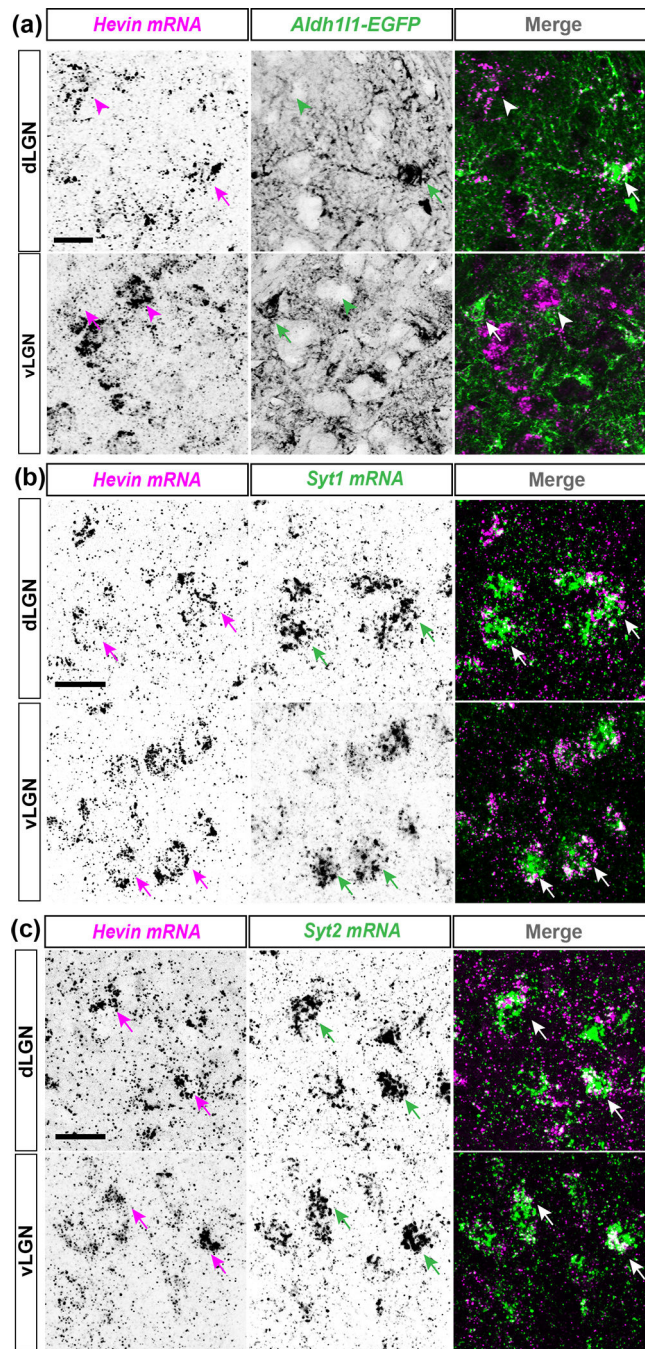 (a)
Hevin mRNA Aldh1l1-EGFP Merge
dLGN
vLGN
(b)
Hevin mRNA Syt1 mRNA Merge
dLGN
vLGN
(c)
Hevin mRNA Syt2 mRNA Merge
dLGN
vLGN